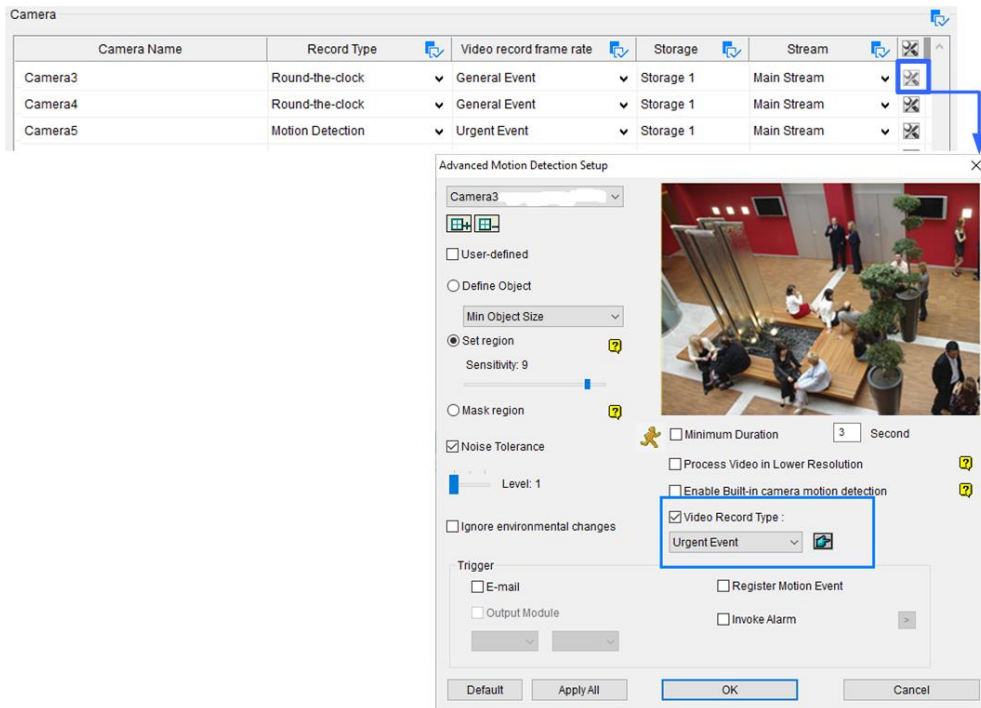 Camera
Camera Name Record Type Video record frame rate Storage Stream
Camera3 Round-the-clock General Event Storage 1 Main Stream
Camera4 Round-the-clock General Event Storage 1 Main Stream
Camera5 Motion Detection Urgent Event Storage 1 Main Stream
Advanced Motion Detection Setup
Camera3
User-defined
Define Object
Min Object Size
Set region
Sensitivity: 9
Mask region
Noise Tolerance
Level: 1
Ignore environmental changes
Minimum Duration 3 Second
Process Video in Lower Resolution
Enable Built-in camera motion detection
Video Record Type :
Urgent Event
Trigger
E-mail
Output Module
Register Motion Event
Invoke Alarm
>
Default Apply All OK Cancel